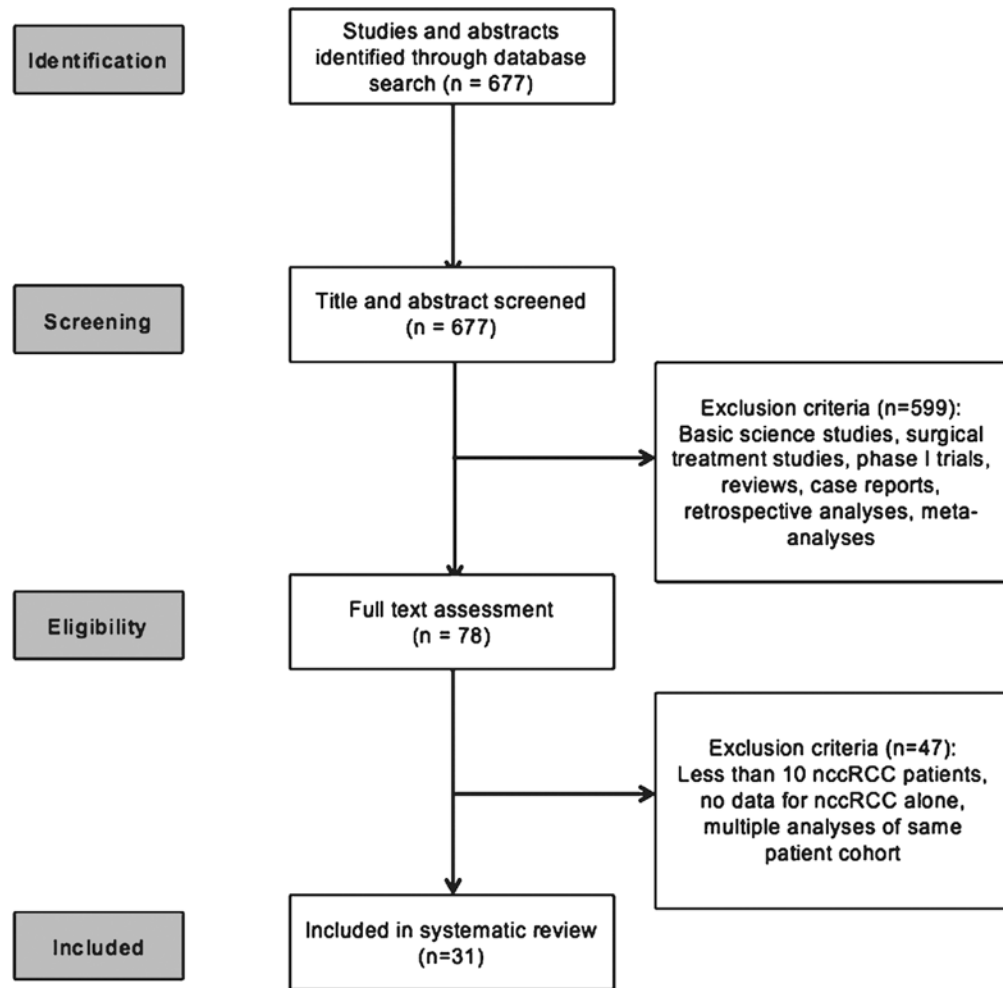 Identification
Studies and abstracts
identified through database
search (n = 677)
Screening
Title and abstract screened
(n = 677)
Exclusion criteria (n=599):
Basic science studies, surgical
treatment studies, phase I trials,
reviews, case reports,
retrospective analyses, meta-
analyses
Eligibility
Full text assessment
(n = 78)
Exclusion criteria (n=47):
Less than 10 nccRCC patients,
no data for nccRCC alone,
multiple analyses of same
patient cohort
Included
Included in systematic review
(n=31)